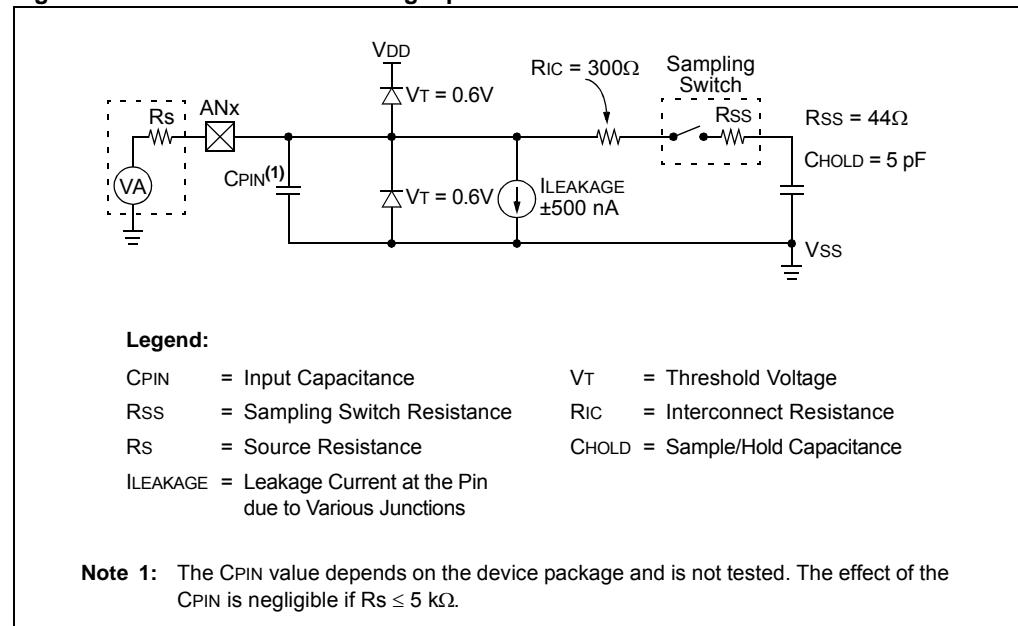 VDD
RIC = 300Ω
Sampling
Switch
VT = 0.6V
Rs
ANx
RSS
RSS = 44Ω
CHOLD = 5 pF
VA
CPIN(1)
VT = 0.6V
ILEAKAGE
±500 nA
VSS
Legend:
CPIN = Input Capacitance
VT = Threshold Voltage
RSS = Sampling Switch Resistance
RIC = Interconnect Resistance
RS = Source Resistance
CHOLD = Sample/Hold Capacitance
ILEAKAGE = Leakage Current at the Pin
due to Various Junctions
Note 1: The CPIN value depends on the device package and is not tested. The effect of the
CPIN is negligible if Rs ≤ 5 kΩ.